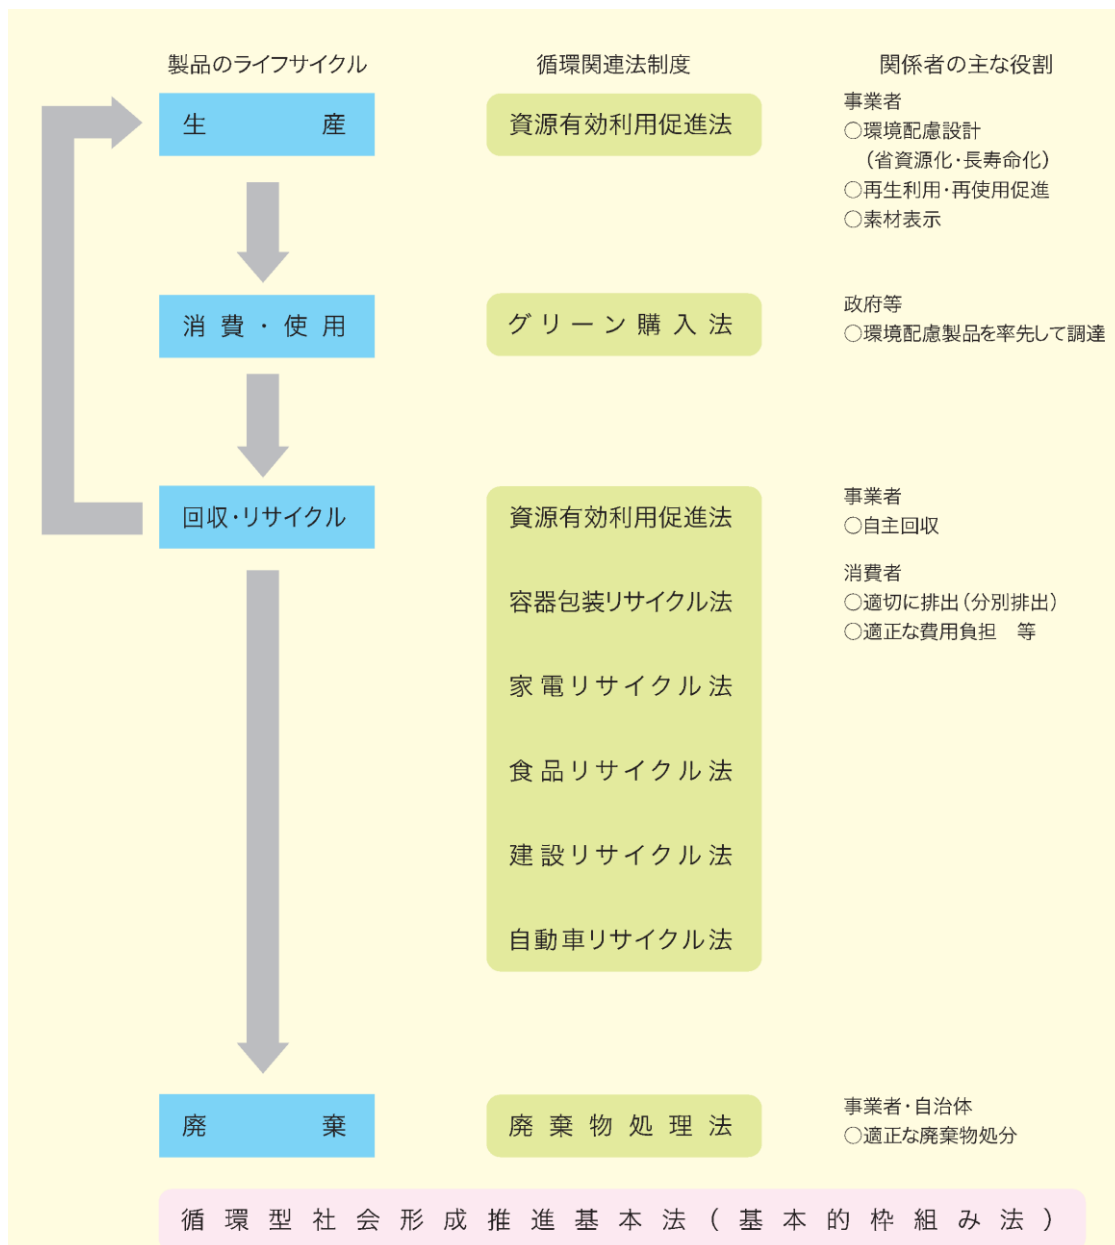 製品のライフサイクル
循環関連法制度
関係者の主な役割
生産
資源有効利用促進法
事業者
○環境配慮設計
（省資源化・長寿命化）
○再生利用・再使用促進
○素材表示
消費・使用
グリーン購入法
政府等
○環境配慮製品を率先して調達
回収・リサイクル
資源有効利用促進法
容器包装リサイクル法
家電リサイクル法
食品リサイクル法
建設リサイクル法
自動車リサイクル法
事業者
○自主回収
消費者
○適切に排出（分別排出）
○適正な費用負担　等
廃棄
廃棄物処理法
事業者・自治体
○適正な廃棄物処分
循環型社会形成推進基本法（基本的枠組み法）